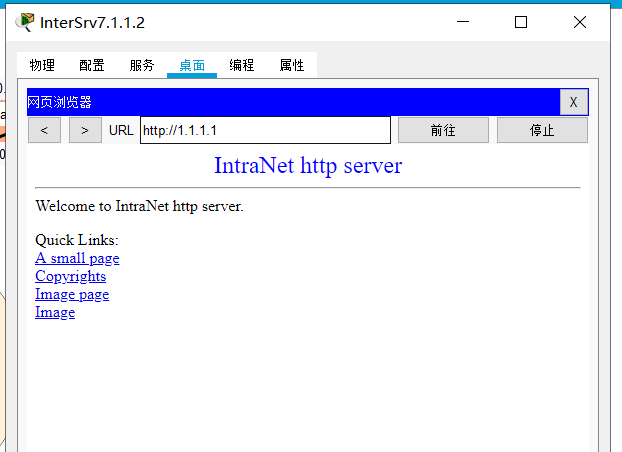 InterSrv7.1.1.2
物理 配置 服务 桌面 编程 属性
网页浏览器 X
< > URL http://1.1.1.1 前往 停止
IntraNet http server
Welcome to IntraNet http server.
Quick Links:
A small page
Copyrights
Image page
Image